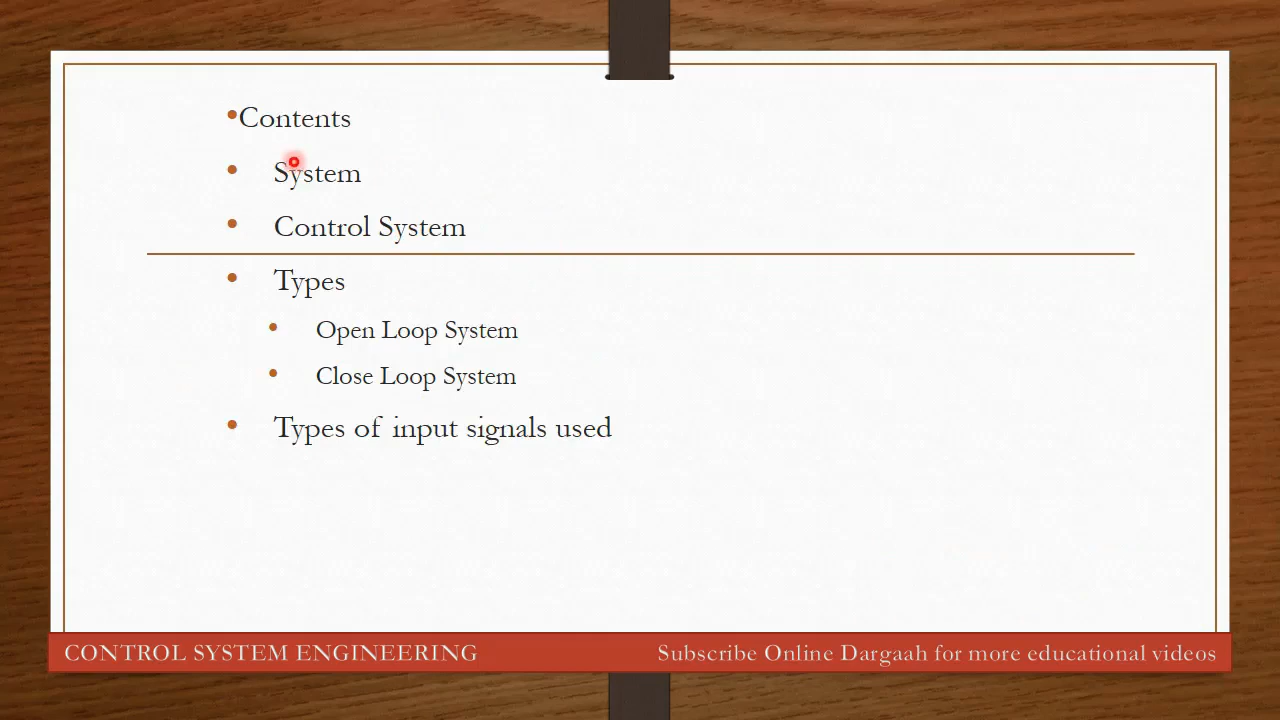 •Contents
• System
• Control System
• Types
• Open Loop System
• Close Loop System
• Types of input signals used
CONTROL SYSTEM ENGINEERING
Subscribe Online Dargaah for more educational videos